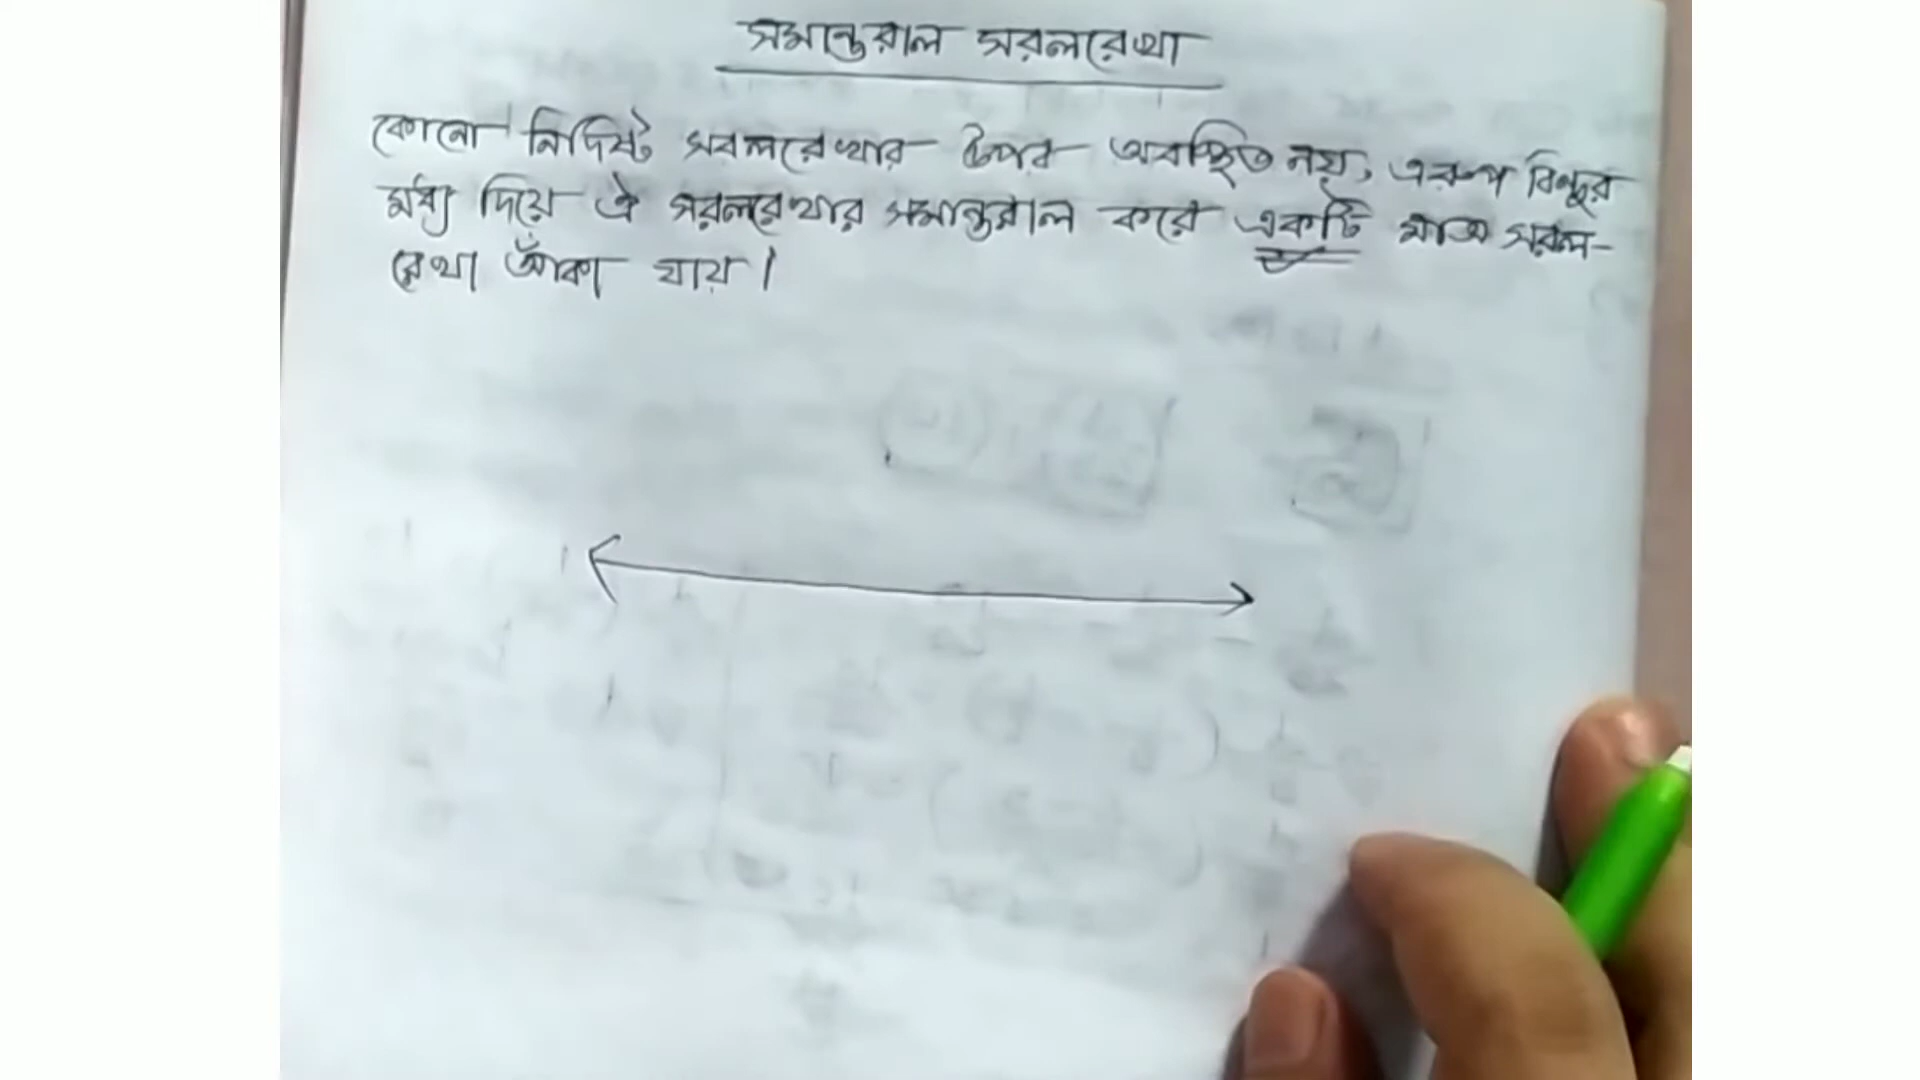 সমান্তরাল সরলরেখা
কোনো নির্দিষ্ট সরলরেখার উপর অবস্থিত নয়, এরূপ বিন্দুর
মধ্য দিয়ে ঐ সরলরেখার সমান্তরাল করে একটি মাত্র সরল-
রেখা আঁকা যায়।